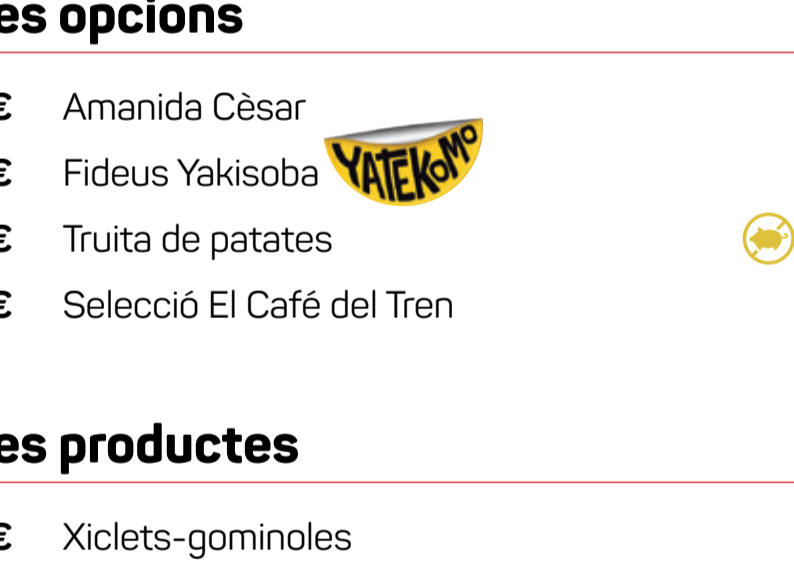 es opcions
€ Amanida Cèsar
€ Fideus Yakisoba YATEKOMO
€ Truita de patates
€ Selecció El Café del Tren
es productes
€ Xiclets-gominoles